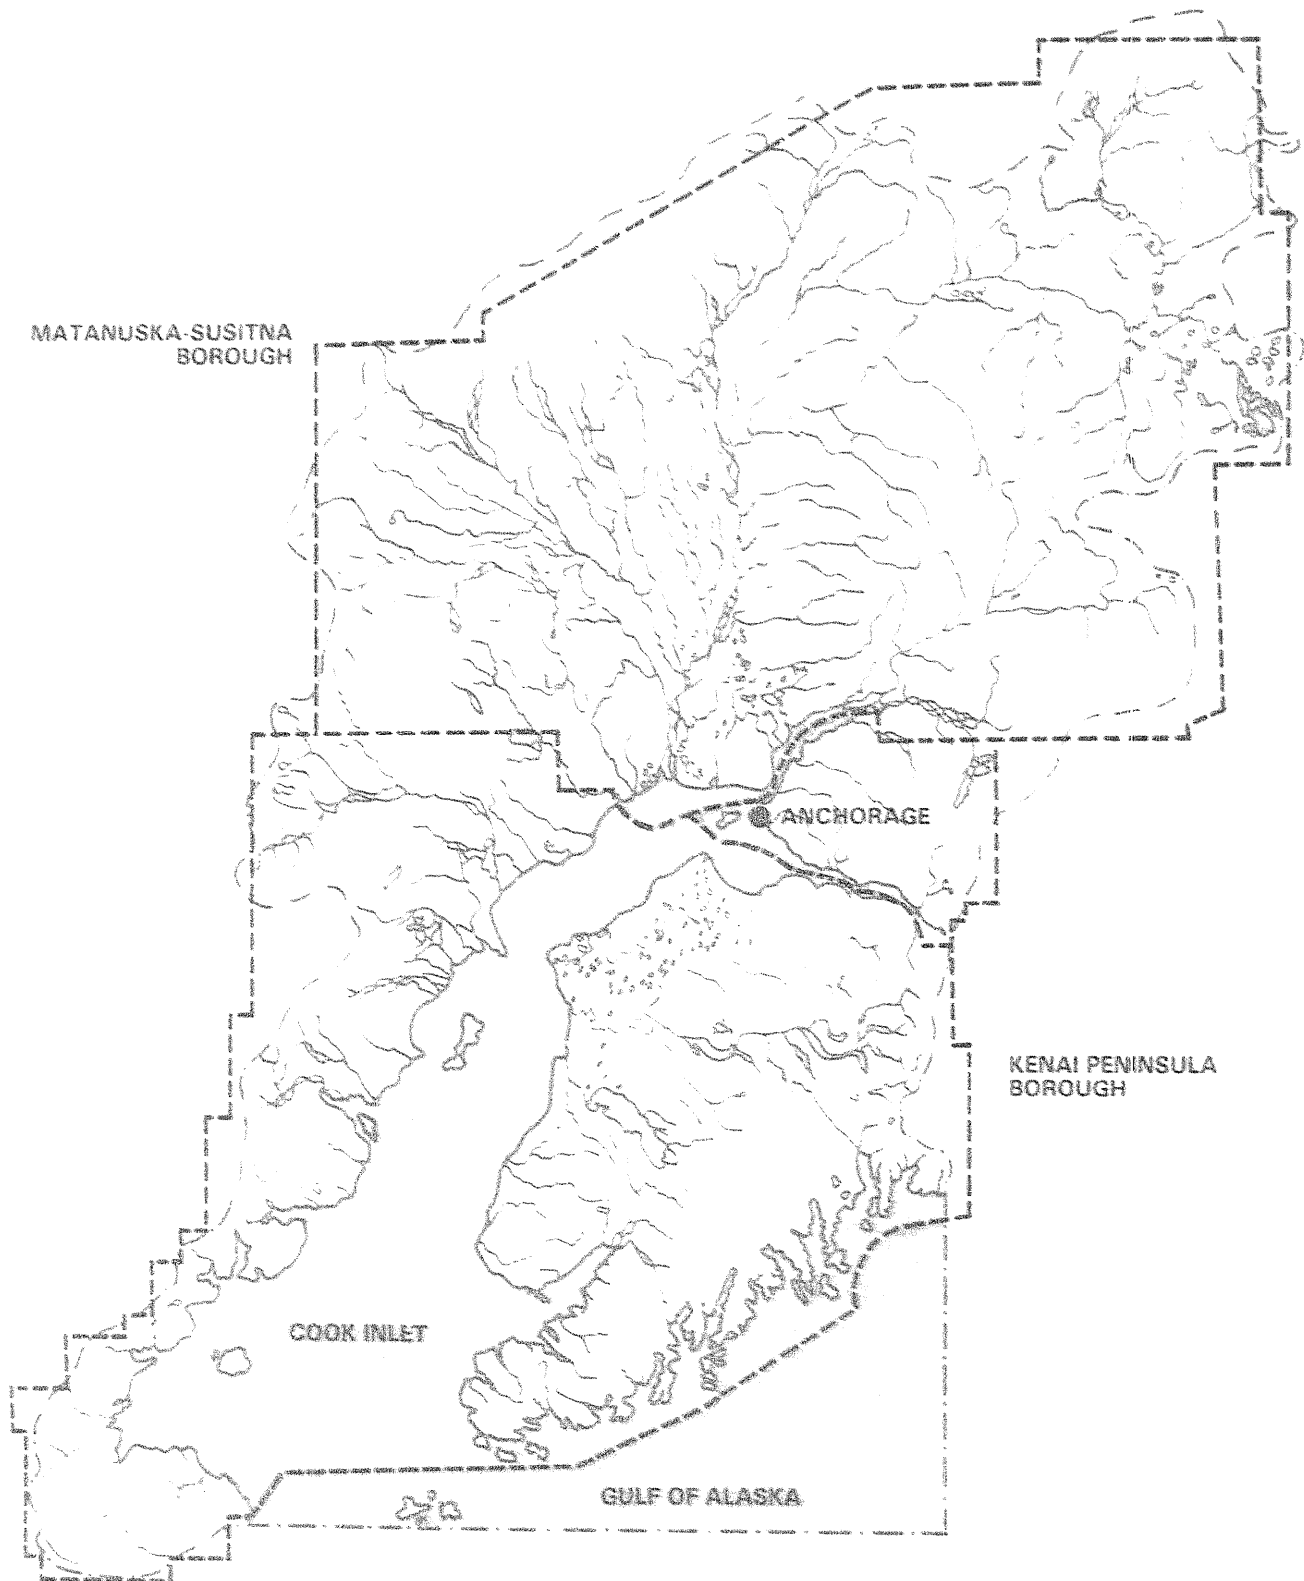 MATANUSKA-SUSITNA
BOROUGH
ANCHORAGE
KENAI PENINSULA
BOROUGH
COOK INLET
GULF OF ALASKA